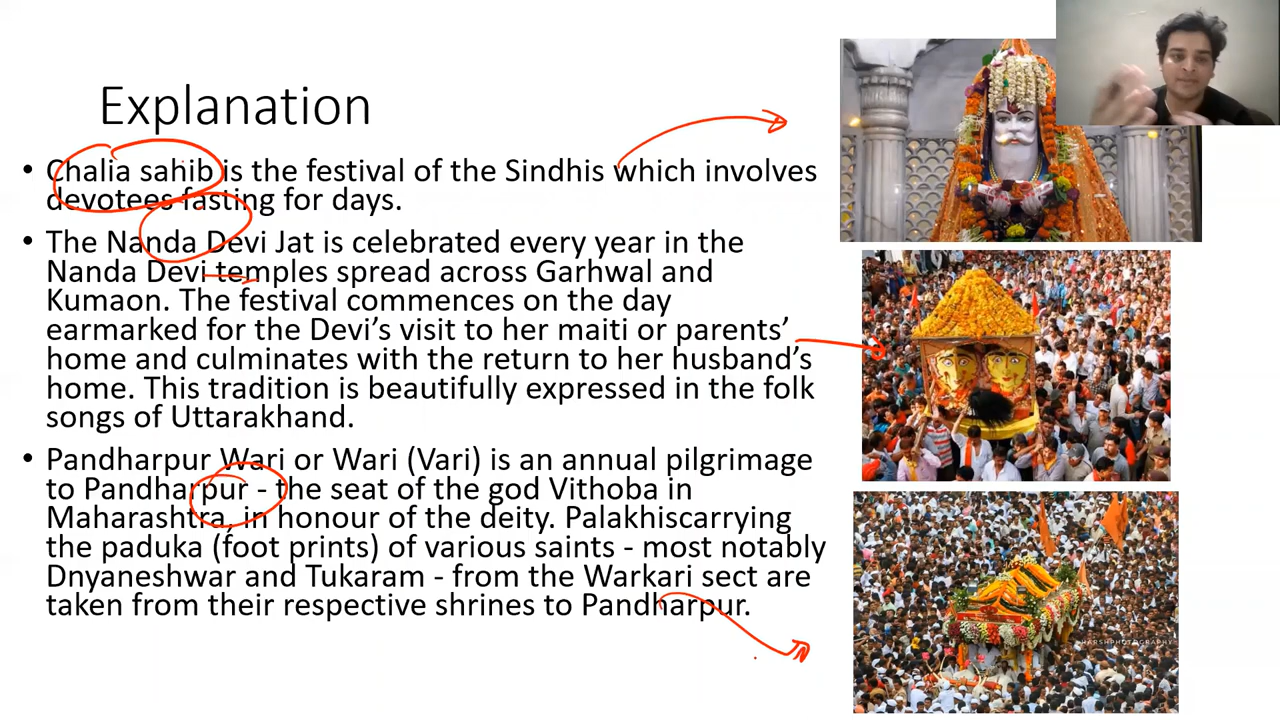 Explanation
• Chalia sahib is the festival of the Sindhis which involves
devotees fasting for days.
• The Nanda Devi Jat is celebrated every year in the
Nanda Devi temples spread across Garhwal and
Kumaon. The festival commences on the day
earmarked for the Devi’s visit to her maiti or parents’
home and culminates with the return to her husband’s
home. This tradition is beautifully expressed in the folk
songs of Uttarakhand.
• Pandharpur Wari or Wari (Vari) is an annual pilgrimage
to Pandharpur - the seat of the god Vithoba in
Maharashtra, in honour of the deity. Palakhiscarrying
the paduka (foot prints) of various saints - most notably
Dnyaneshwar and Tukaram - from the Warkari sect are
taken from their respective shrines to Pandharpur.
HARSHPHOTOGRAPHY